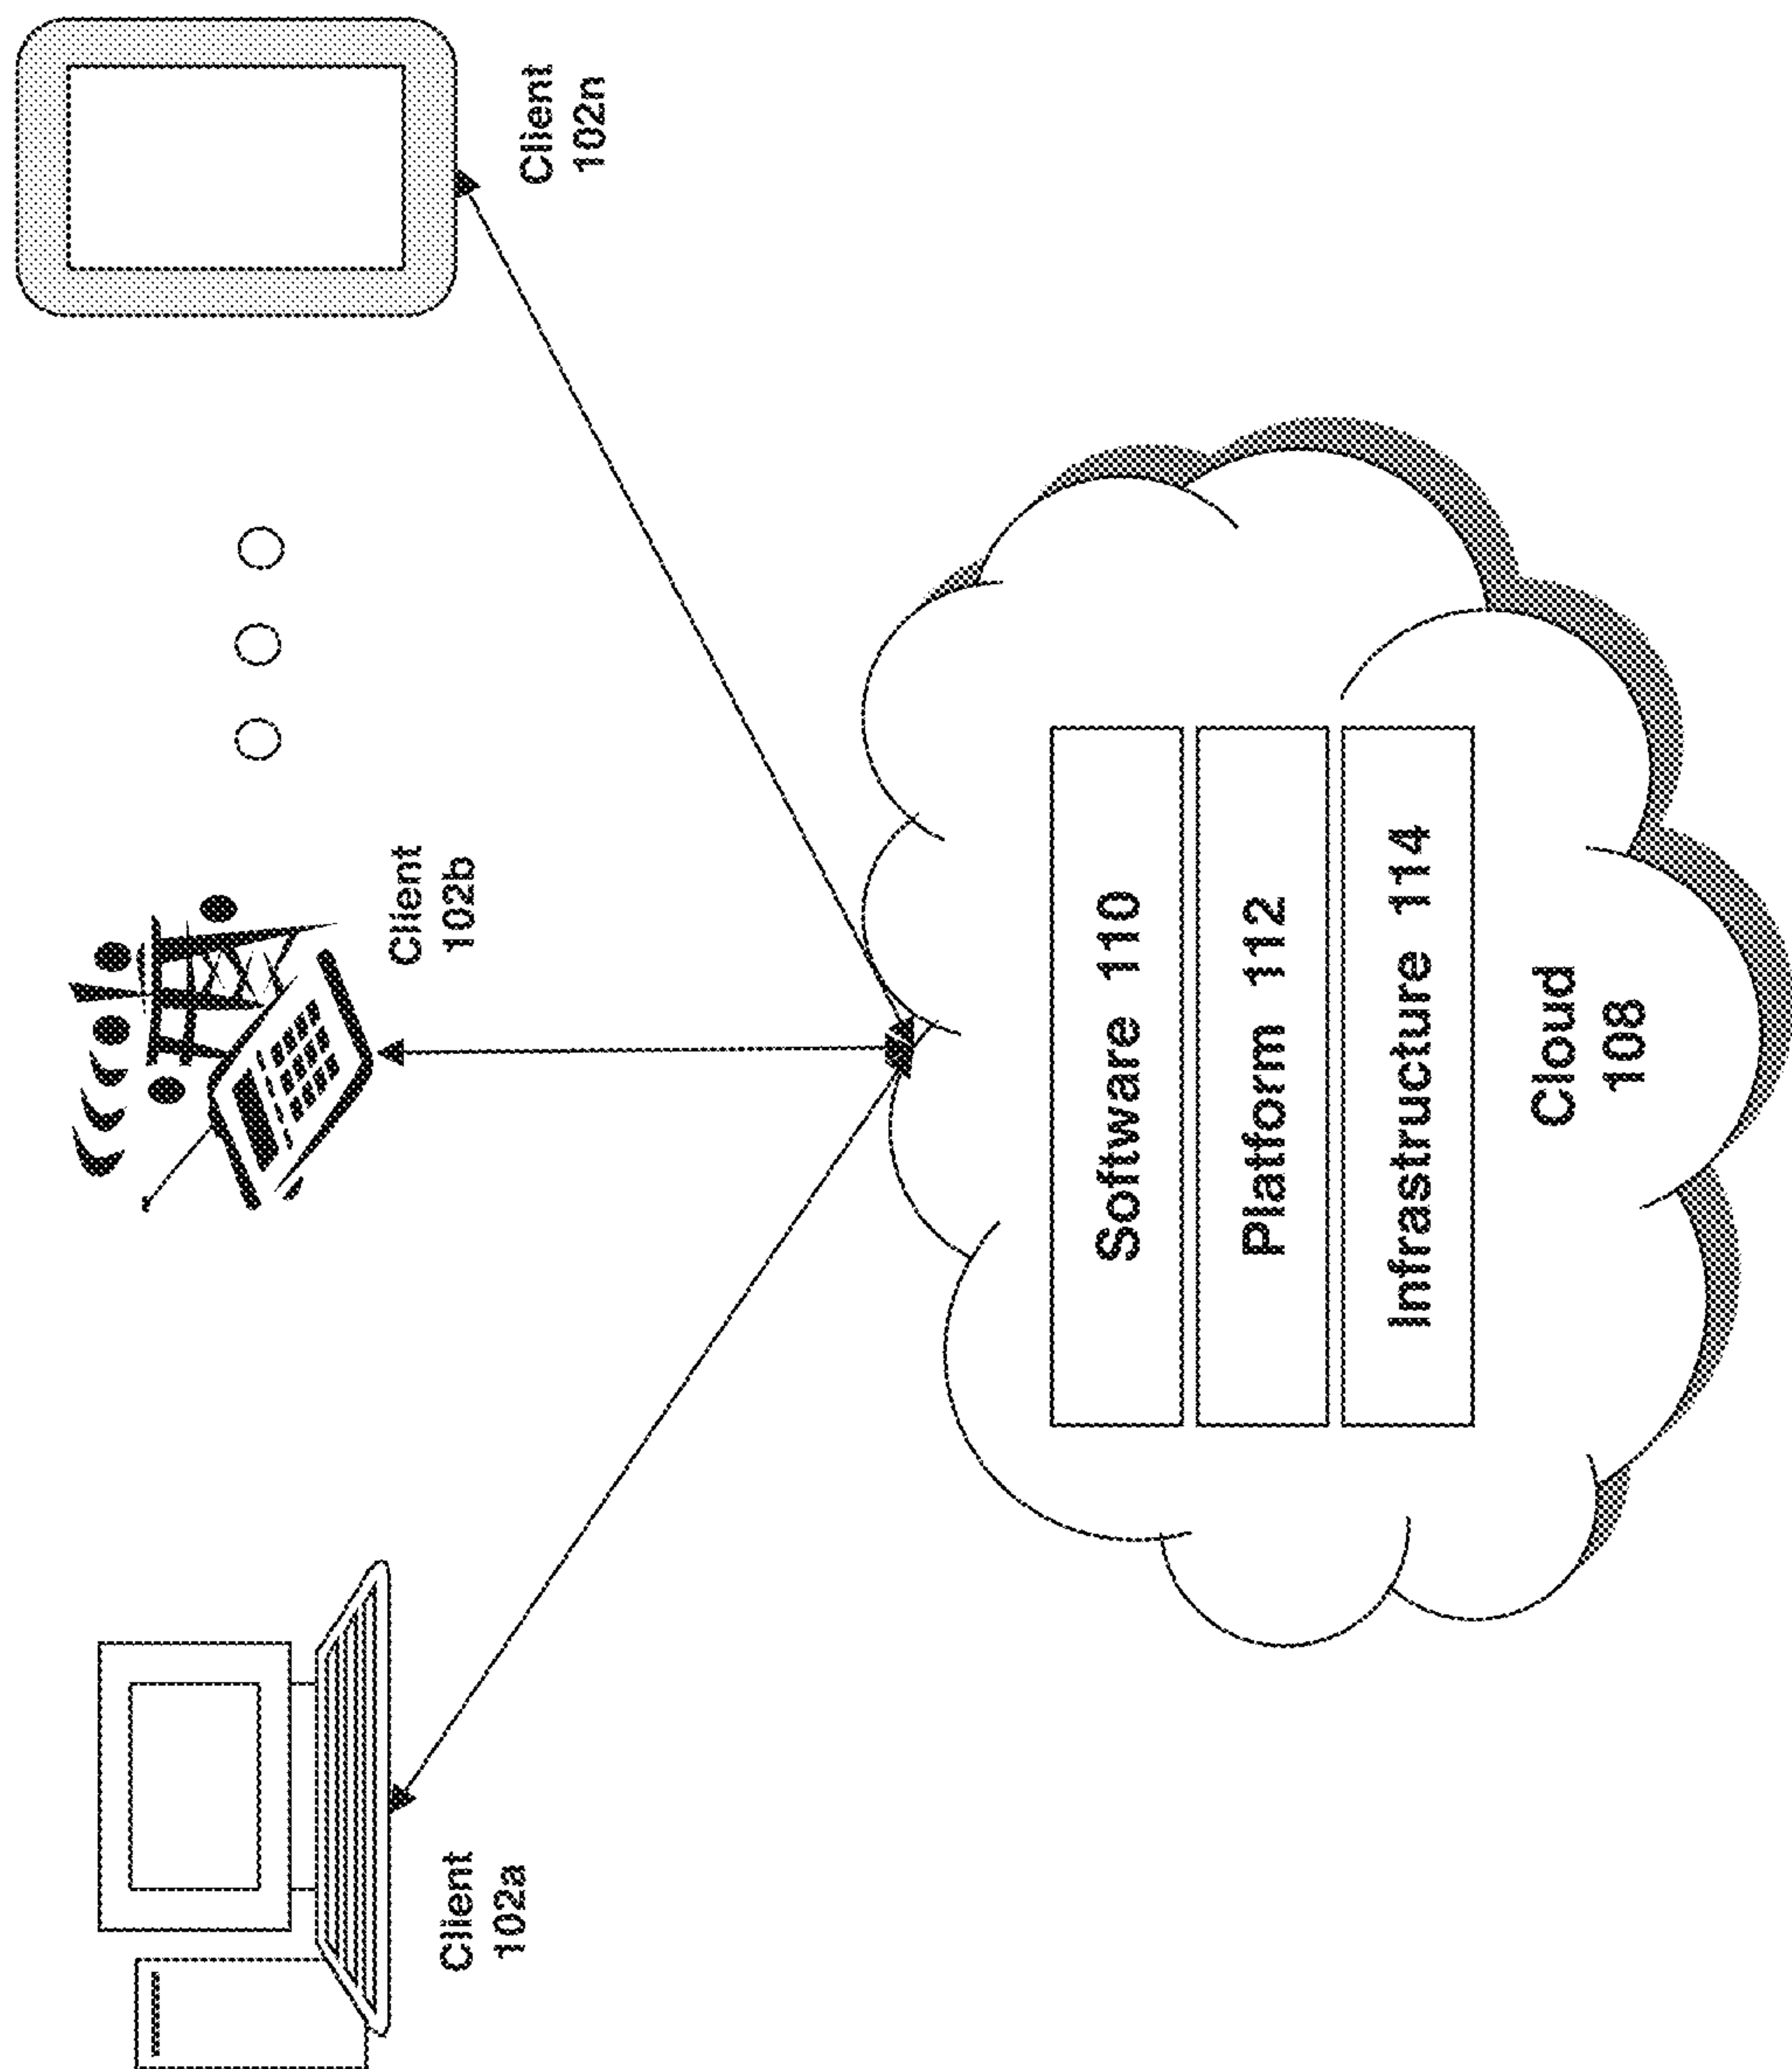 Client
102a
Client
102b
Client
102n
Software 110
Platform 112
Infrastructure 114
Cloud
108